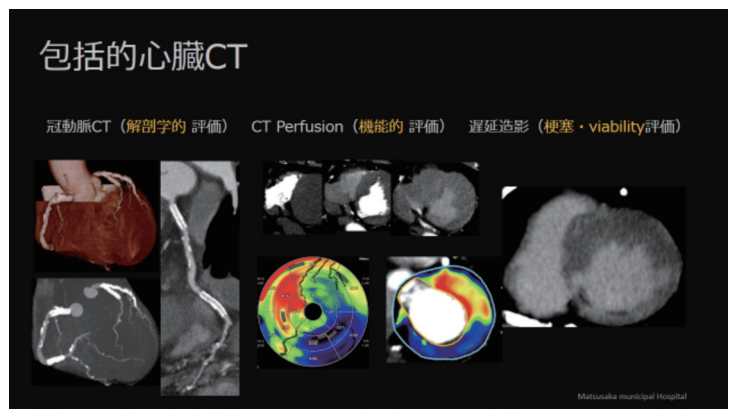 包括的心臓CT
冠動脈CT（解剖学的 評価）
CT Perfusion（機能的 評価）
遅延造影（梗塞・viability評価）
Matsusaka municipal Hospital